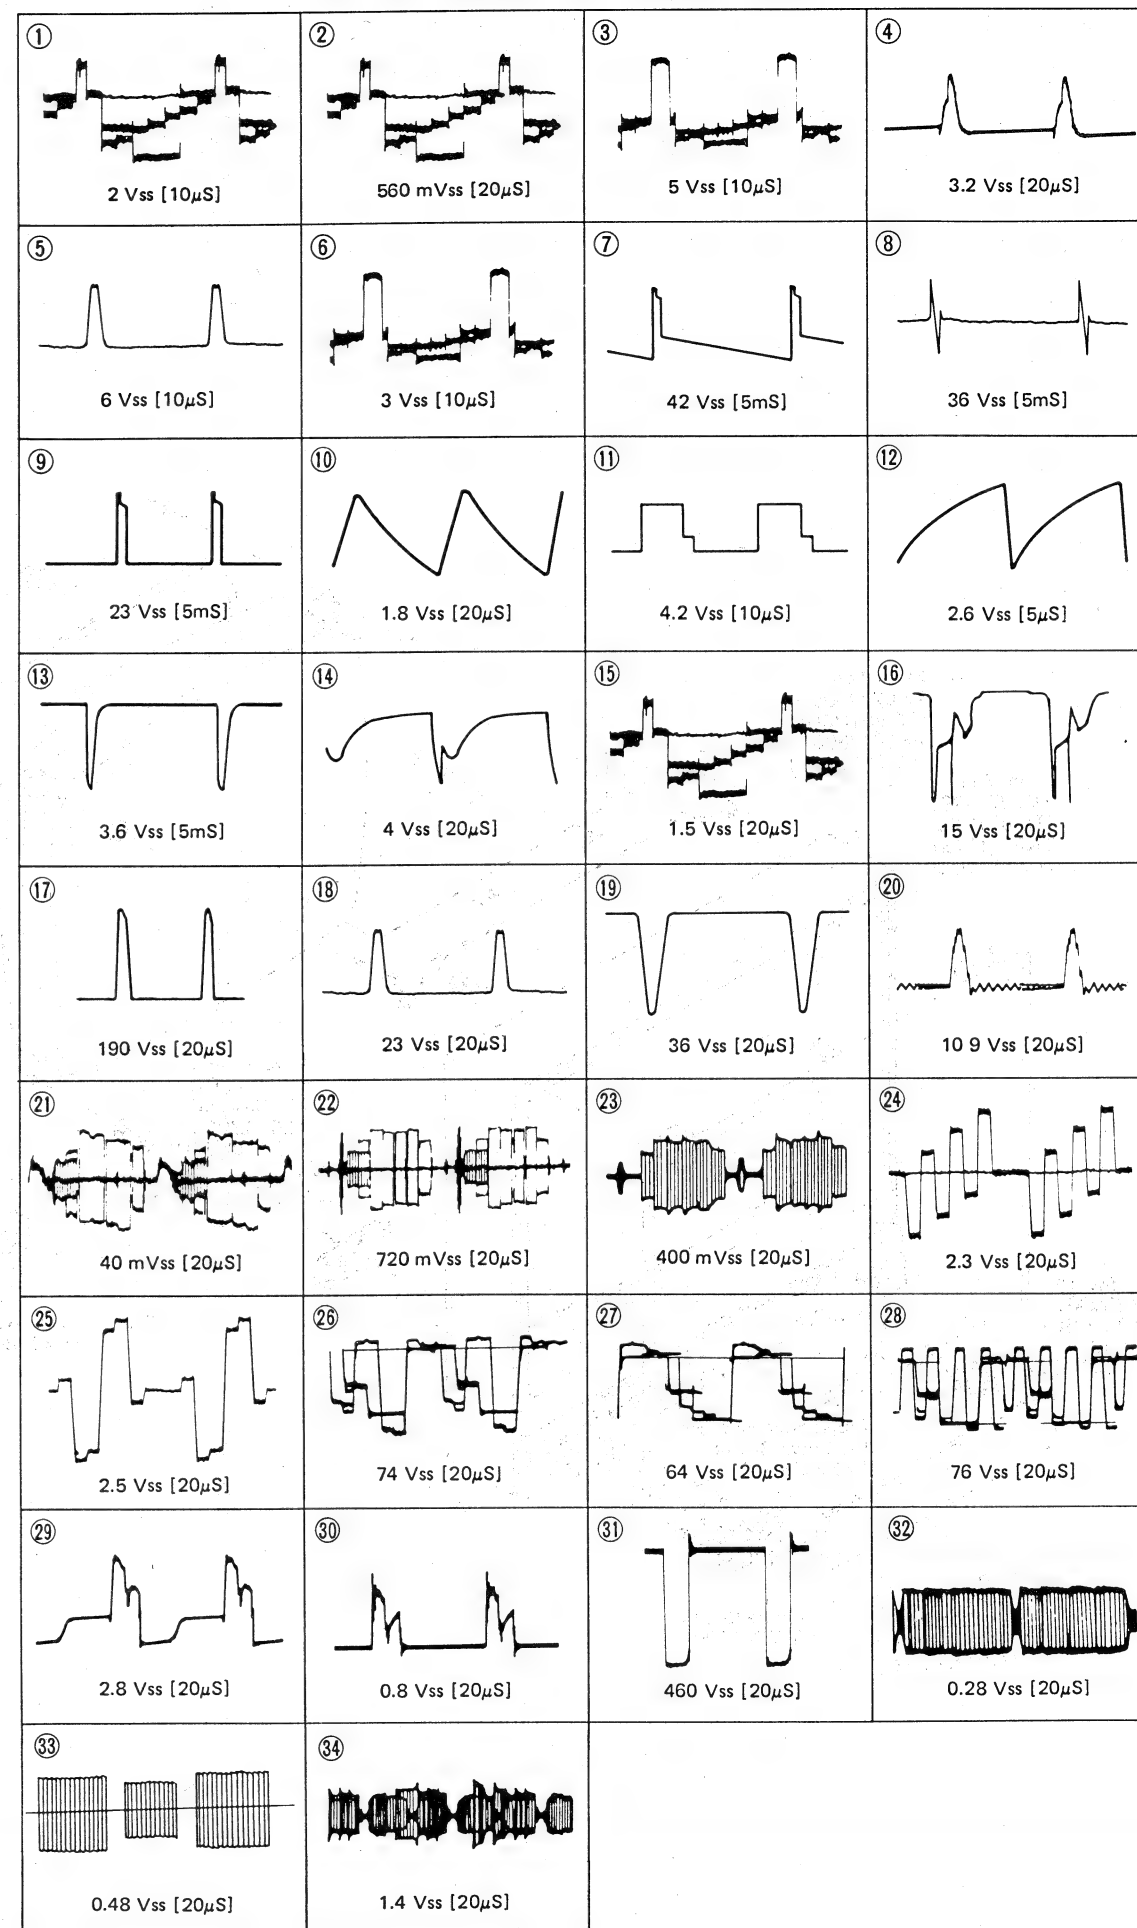 ① ② ③ ④
2 Vss [10μS] 560 mVss [20μS] 5 Vss [10μS] 3.2 Vss [20μS]
⑤ ⑥ ⑦ ⑧
6 Vss [10μS] 3 Vss [10μS] 42 Vss [5mS] 36 Vss [5mS]
⑨ ⑩ ⑪ ⑫
23 Vss [5mS] 1.8 Vss [20μS] 4.2 Vss [10μS] 2.6 Vss [5μS]
⑬ ⑭ ⑮ ⑯
3.6 Vss [5mS] 4 Vss [20μS] 1.5 Vss [20μS] 15 Vss [20μS]
⑰ ⑱ ⑲ ⑳
190 Vss [20μS] 23 Vss [20μS] 36 Vss [20μS] 10 9 Vss [20μS]
㉑ ㉒ ㉓ ㉔
40 mVss [20μS] 720 mVss [20μS] 400 mVss [20μS] 2.3 Vss [20μS]
㉕ ㉖ ㉗ ㉘
2.5 Vss [20μS] 74 Vss [20μS] 64 Vss [20μS] 76 Vss [20μS]
㉙ ㉚ ㉛ ㉜
2.8 Vss [20μS] 0.8 Vss [20μS] 460 Vss [20μS] 0.28 Vss [20μS]
㉝ ㉞
0.48 Vss [20μS] 1.4 Vss [20μS]